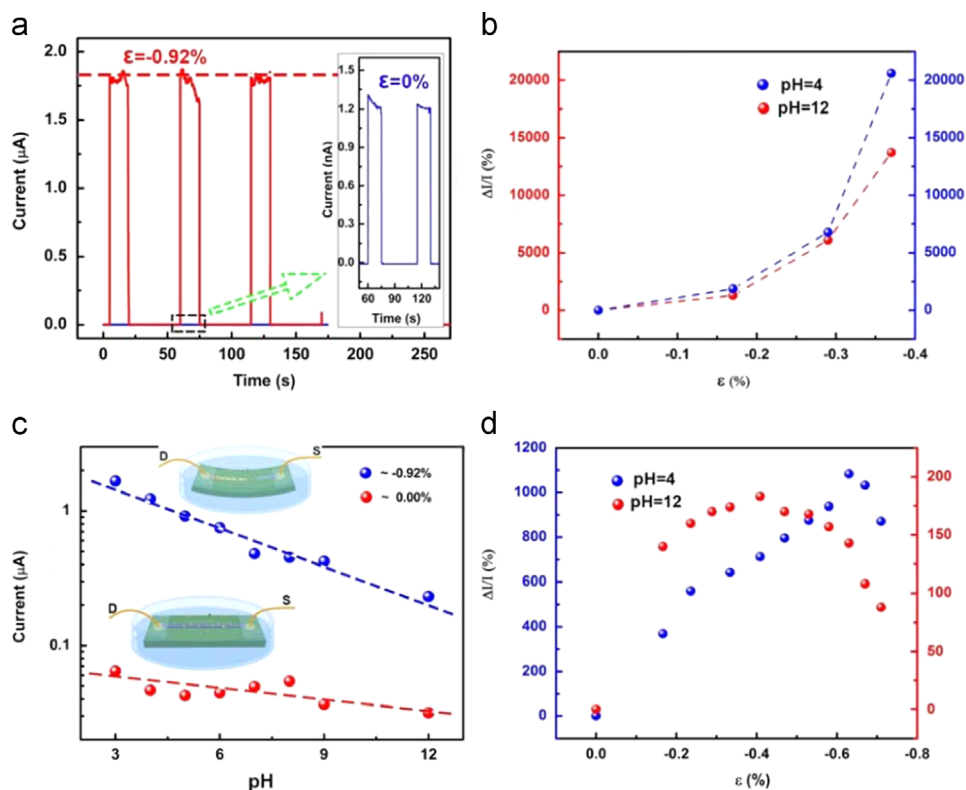 a
ε=-0.92%
2.0
1.5
1.0
0.5
0.0
Current (μA)
0
50
100
150
200
250
Time (s)
ε=0%
1.5
1.2
0.9
0.6
0.3
0.0
Current (nA)
60
90
120
Time (s)
b
pH=4
pH=12
20000
15000
10000
5000
0
ΔI/I (%)
20000
15000
10000
5000
0
0.0
-0.1
-0.2
-0.3
-0.4
ε (%)
c
D
S
~ -0.92%
~ 0.00%
D
S
1
0.1
Current (μA)
3
6
9
12
pH
d
pH=4
pH=12
1200
1000
800
600
400
200
0
ΔI/I (%)
200
150
100
50
0
ΔI/I (%)
0.0
-0.2
-0.4
-0.6
-0.8
ε (%)